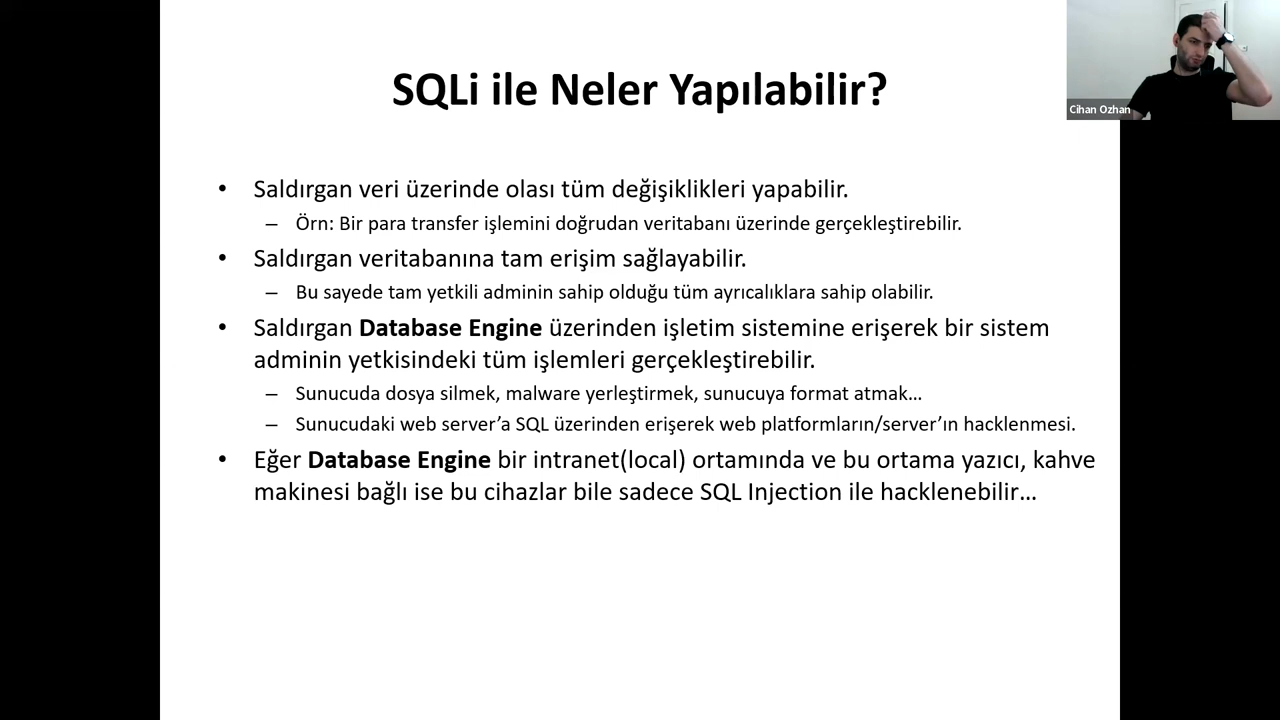 SQLi ile Neler Yapılabilir?
Cihan Ozhan
• Saldırgan veri üzerinde olası tüm değişiklikleri yapabilir.
– Örn: Bir para transfer işlemini doğrudan veritabanı üzerinde gerçekleştirebilir.
• Saldırgan veritabanına tam erişim sağlayabilir.
– Bu sayede tam yetkili adminin sahip olduğu tüm ayrıcalıklara sahip olabilir.
• Saldırgan Database Engine üzerinden işletim sistemine erişerek bir sistem
adminin yetkisindeki tüm işlemleri gerçekleştirebilir.
– Sunucuda dosya silmek, malware yerleştirmek, sunucuya format atmak…
– Sunucudaki web server’a SQL üzerinden erişerek web platformların/server’ın hacklenmesi.
• Eğer Database Engine bir intranet(local) ortamında ve bu ortama yazıcı, kahve
makinesi bağlı ise bu cihazlar bile sadece SQL Injection ile hacklenebilir…